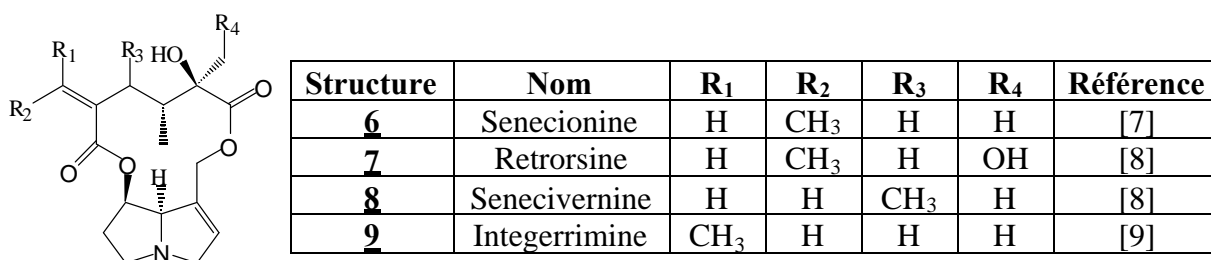 R4
R1
R3
HO
R2
O
O
O
O
H
N
Structure Nom R1 R2 R3 R4 Référence
6 Senecionine H CH3 H H [7]
7 Retrorsine H CH3 H OH [8]
8 Senecivernine H H CH3 H [8]
9 Integerrimine CH3 H H H [9]